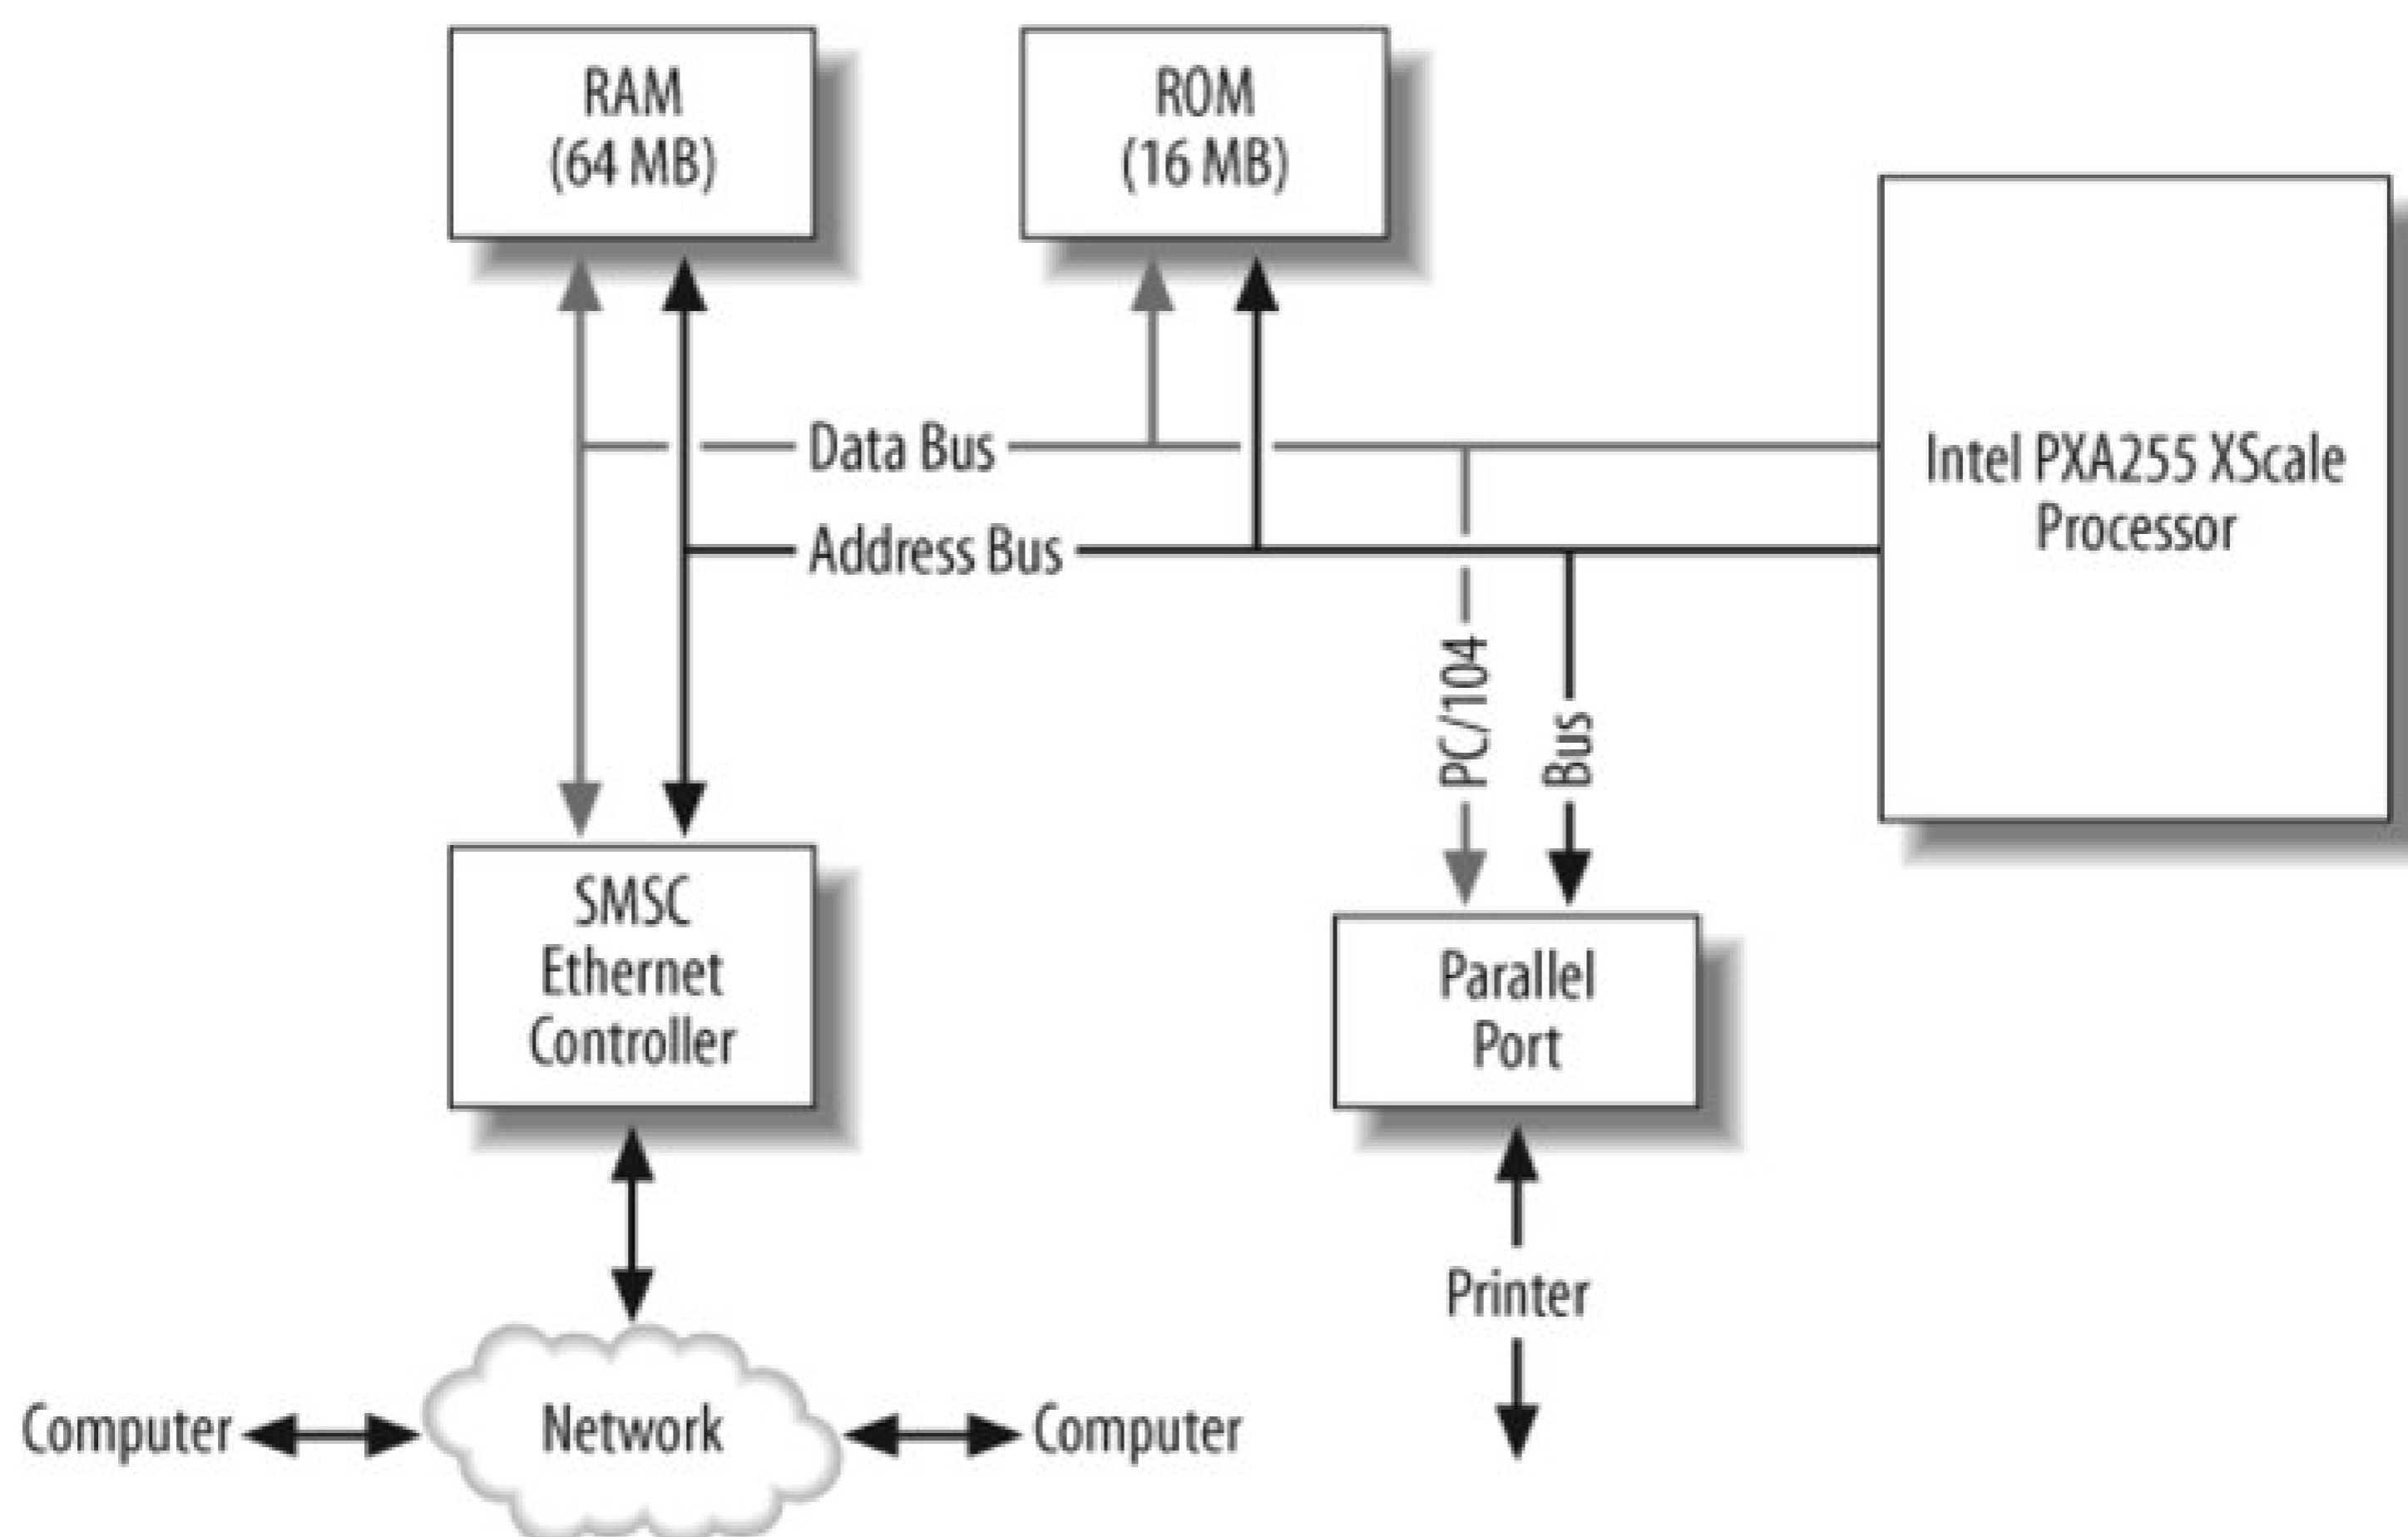 RAM
(64 MB)
ROM
(16 MB)
Intel PXA255 XScale
Processor
Data Bus
Address Bus
PC/104
Bus
SMSC
Ethernet
Controller
Parallel
Port
Printer
Computer
Network
Computer